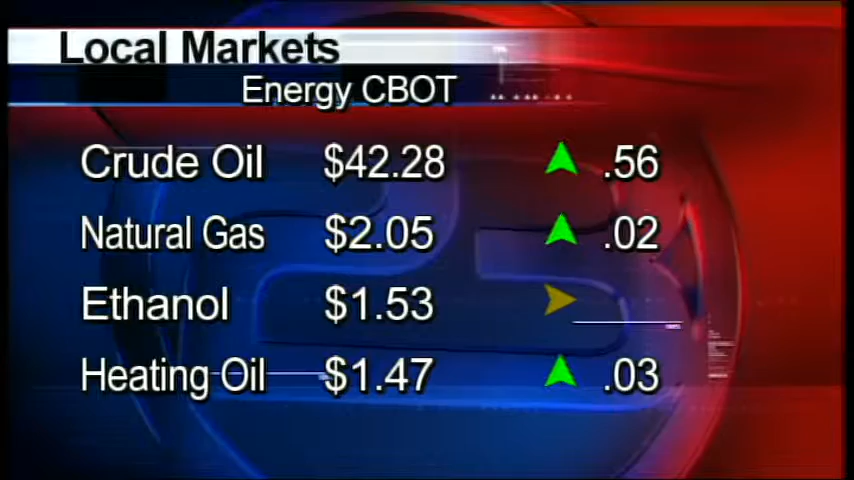 Local Markets
Energy CBOT
Crude Oil $42.28 .56
Natural Gas $2.05 .02
Ethanol $1.53
Heating Oil $1.47 .03